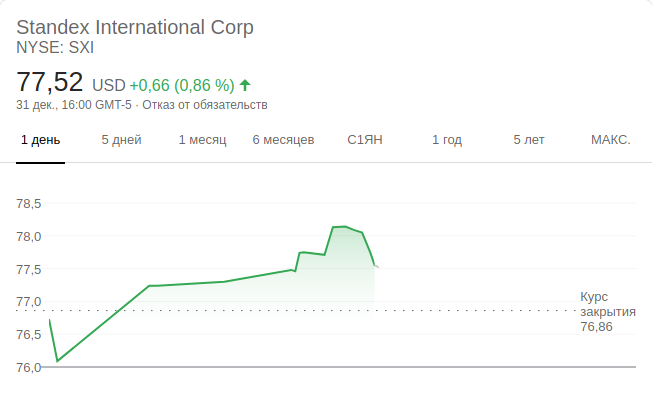 Standex International Corp
NYSE: SXI
77,52 USD +0,66 (0,86 %)
31 дек., 16:00 GMT-5 · Отказ от обязательств
1 день 5 дней 1 месяц 6 месяцев С1ЯН 1 год 5 лет МАКС.
78,5
78,0
77,5
77,0
76,5
76,0
Курс
закрытия
76,86